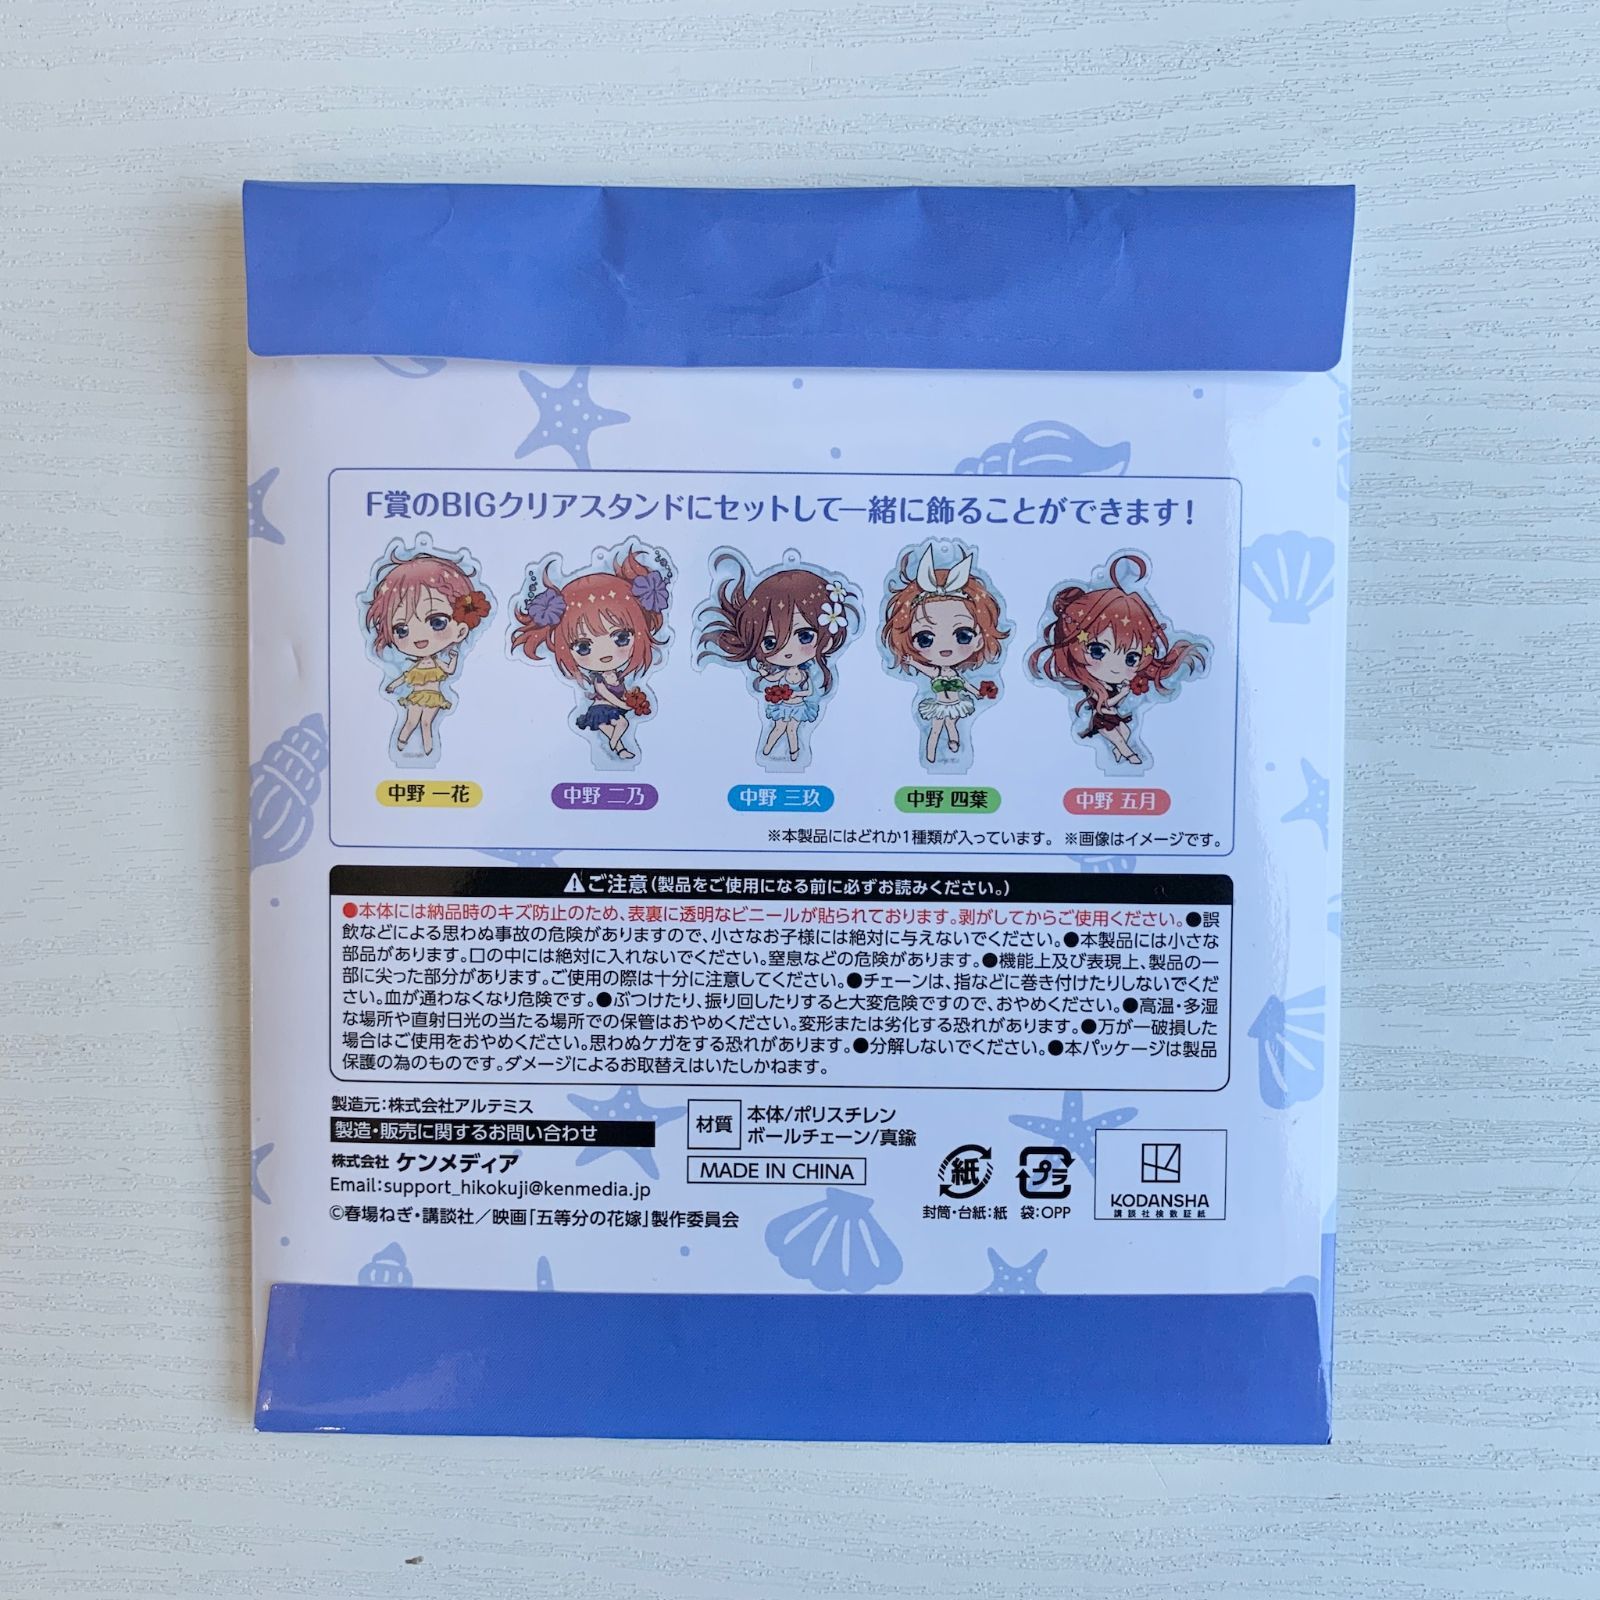 F賞のBIGクリアスタンドにセットして一緒に飾ることができます！
中野 一花
中野 二乃
中野 三玖
中野 四葉
中野 五月
※本製品にはどれか1種類が入っています。 ※画像はイメージです。
ご注意(製品をご使用になる前に必ずお読みください。)
●本体には納品時のキズ防止のため、表裏に透明なビニールが貼られております。剥がしてからご使用ください。●誤
飲などによる思わぬ事故の危険がありますので、小さなお子様には絶対に与えないでください。●本製品には小さな
部品があります。口の中には絶対に入れないでください。窒息などの危険があります。●機能上及び表現上、製品の一
部に尖った部分があります。ご使用の際は十分に注意してください。●チェーンは、指などに巻き付けたりしないでくだ
さい。血が通わなくなり危険です。●ぶつけたり、振り回したりすると大変危険ですので、おやめください。●高温・多湿
な場所や直射日光の当たる場所での保管はおやめください。変形または劣化する恐れがあります。●万が一破損した
場合はご使用をおやめください。思わぬケガをする恐れがあります。●分解しないでください。●本パッケージは製品
保護の為のものです。ダメージによるお取替えはいたしかねます。
製造元：株式会社アルテミス
製造・販売に関するお問い合わせ
株式会社 ケンメディア
Email:support_hikokuji@kenmedia.jp
©春場ねぎ・講談社／映画「五等分の花嫁」製作委員会
材質
本体/ポリスチレン
ボールチェーン/真鍮
MADE IN CHINA
紙
封筒・台紙：紙
プラ
袋：OPP
KODANSHA
講談社検数証紙